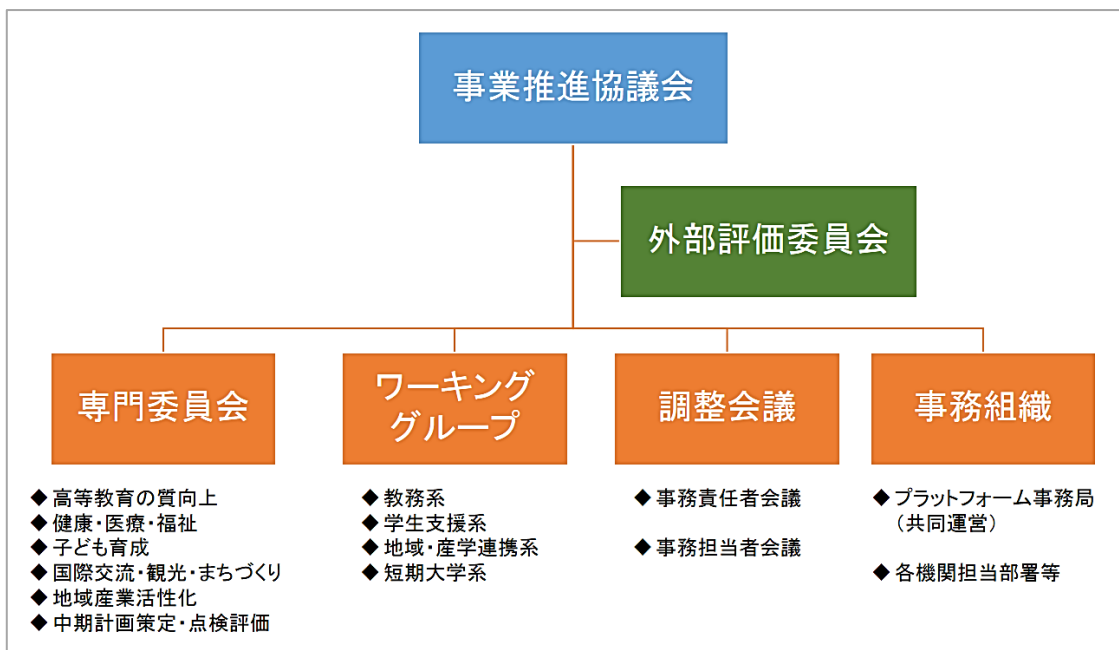 事業推進協議会
外部評価委員会
専門委員会
◆ 高等教育の質向上
◆ 健康・医療・福祉
◆ 子ども育成
◆ 国際交流・観光・まちづくり
◆ 地域産業活性化
◆ 中期計画策定・点検評価
ワーキング
グループ
◆ 教務系
◆ 学生支援系
◆ 地域・産学連携系
◆ 短期大学系
調整会議
◆ 事務責任者会議
◆ 事務担当者会議
事務組織
◆ プラットフォーム事務局
（共同運営）
◆ 各機関担当部署等